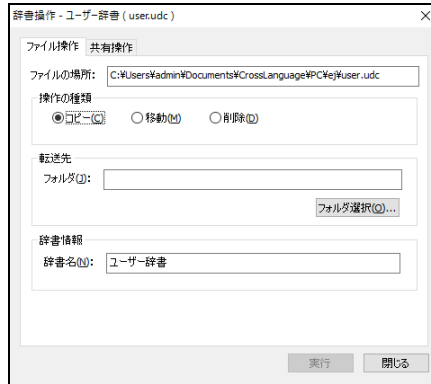 辞書操作 - ユーザー辞書 ( user.udc )
ファイル操作 共有操作
ファイルの場所: C:¥Users¥admin¥Documents¥CrossLanguage¥PC¥ej¥user.udc
操作の種類
コピー(C) 移動(M) 削除(D)
転送先
フォルダ(J):
フォルダ選択(O)...
辞書情報
辞書名(N): ユーザー辞書
実行 閉じる